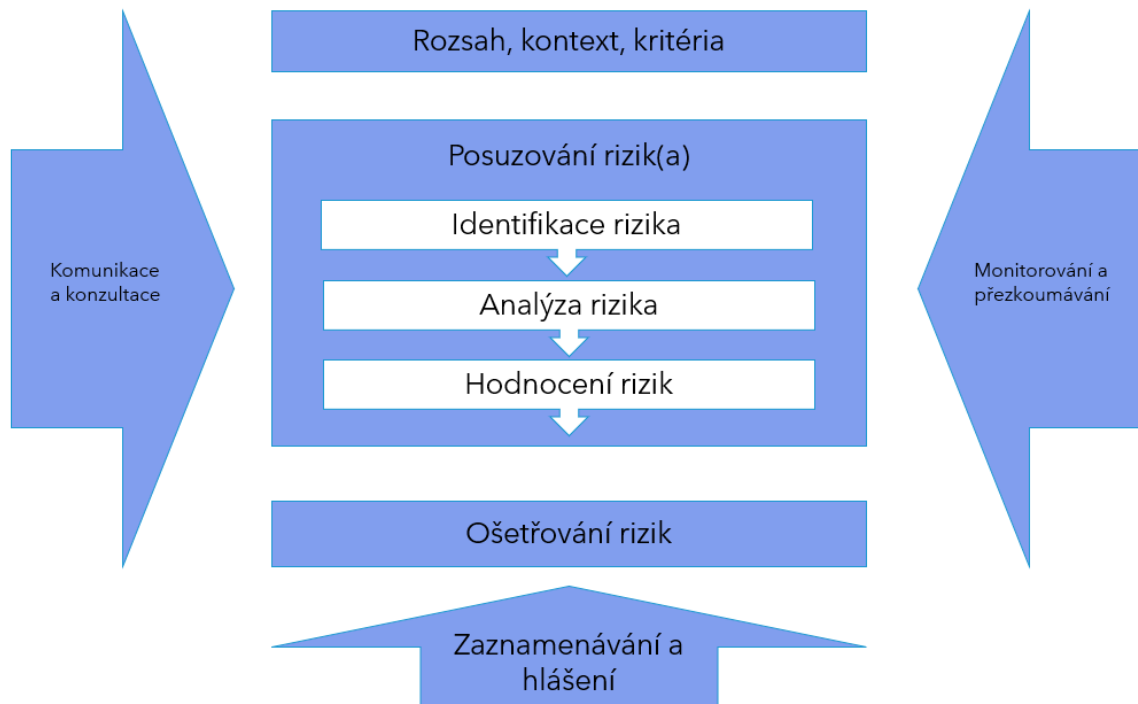 Rozsah, kontext, kritéria
Posuzování rizik(a)
Identifikace rizika
Analýza rizika
Hodnocení rizik
Komunikace
a konzultace
Monitorování a
přezkoumávání
Ošetřování rizik
Zaznamenávání a
hlášení